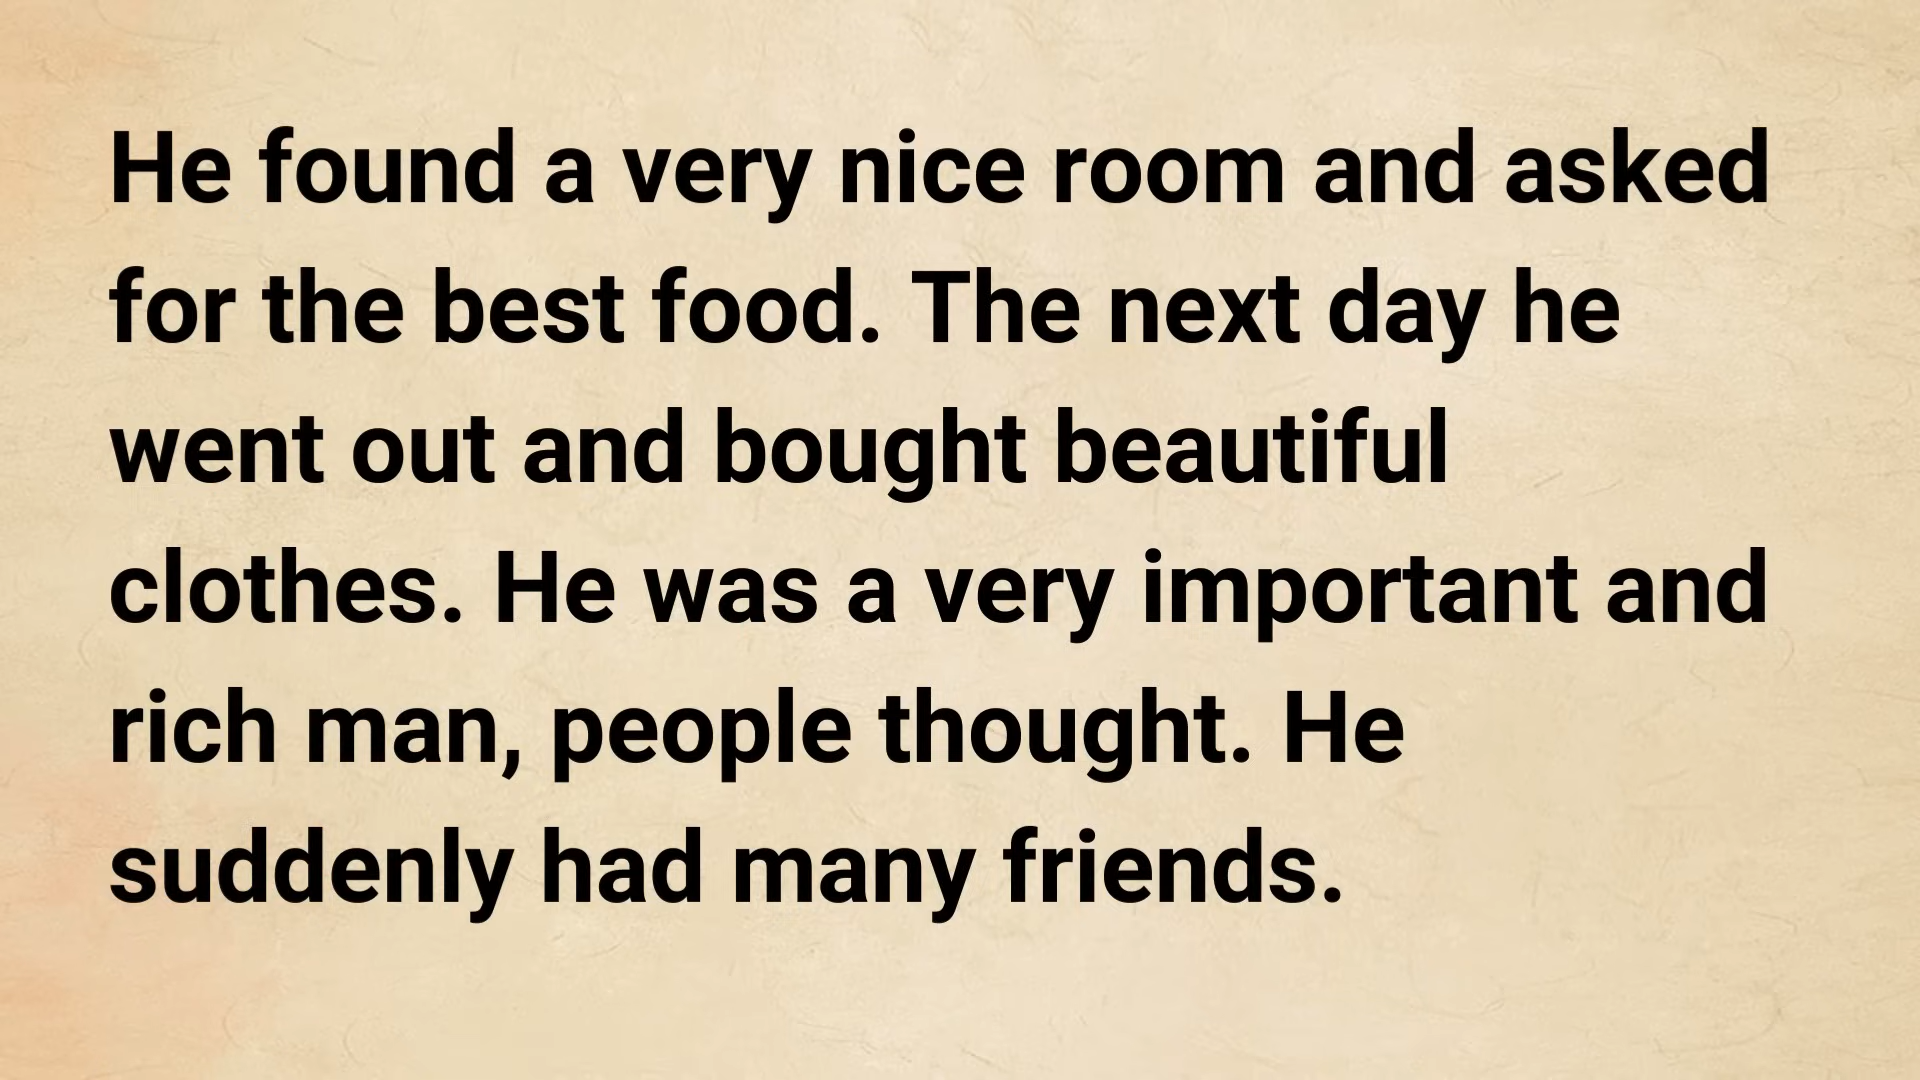 He found a very nice room and asked
for the best food. The next day he
went out and bought beautiful
clothes. He was a very important and
rich man, people thought. He
suddenly had many friends.